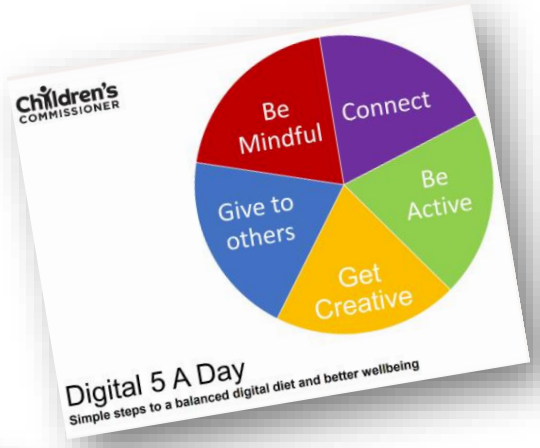 Children's
COMMISSIONER
Be
Mindful
Connect
Be
Active
Get
Creative
Give to
others
Digital 5 A Day
Simple steps to a balanced digital diet and better wellbeing